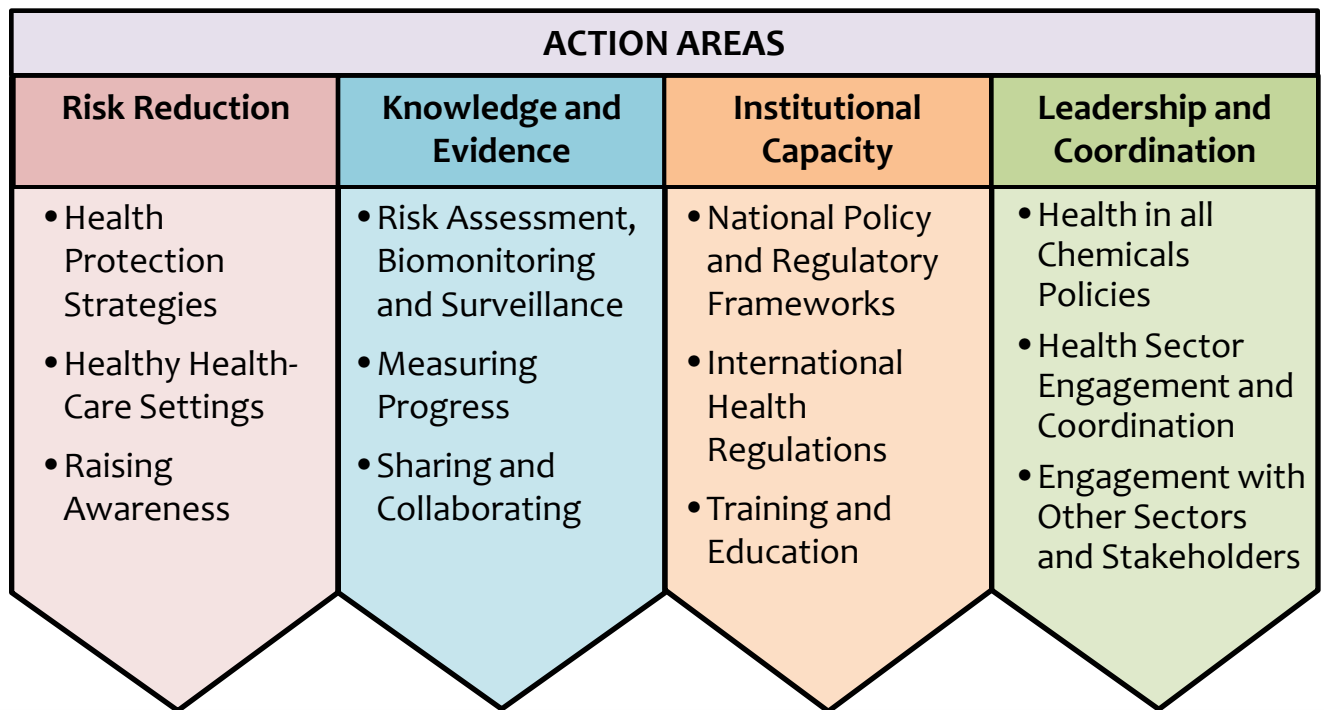 ACTION AREAS
Risk Reduction
• Health
Protection
Strategies
• Healthy Health-
Care Settings
• Raising
Awareness
Knowledge and
Evidence
• Risk Assessment,
Biomonitoring
and Surveillance
• Measuring
Progress
• Sharing and
Collaborating
Institutional
Capacity
• National Policy
and Regulatory
Frameworks
• International
Health
Regulations
• Training and
Education
Leadership and
Coordination
• Health in all
Chemicals
Policies
• Health Sector
Engagement and
Coordination
• Engagement with
Other Sectors
and Stakeholders